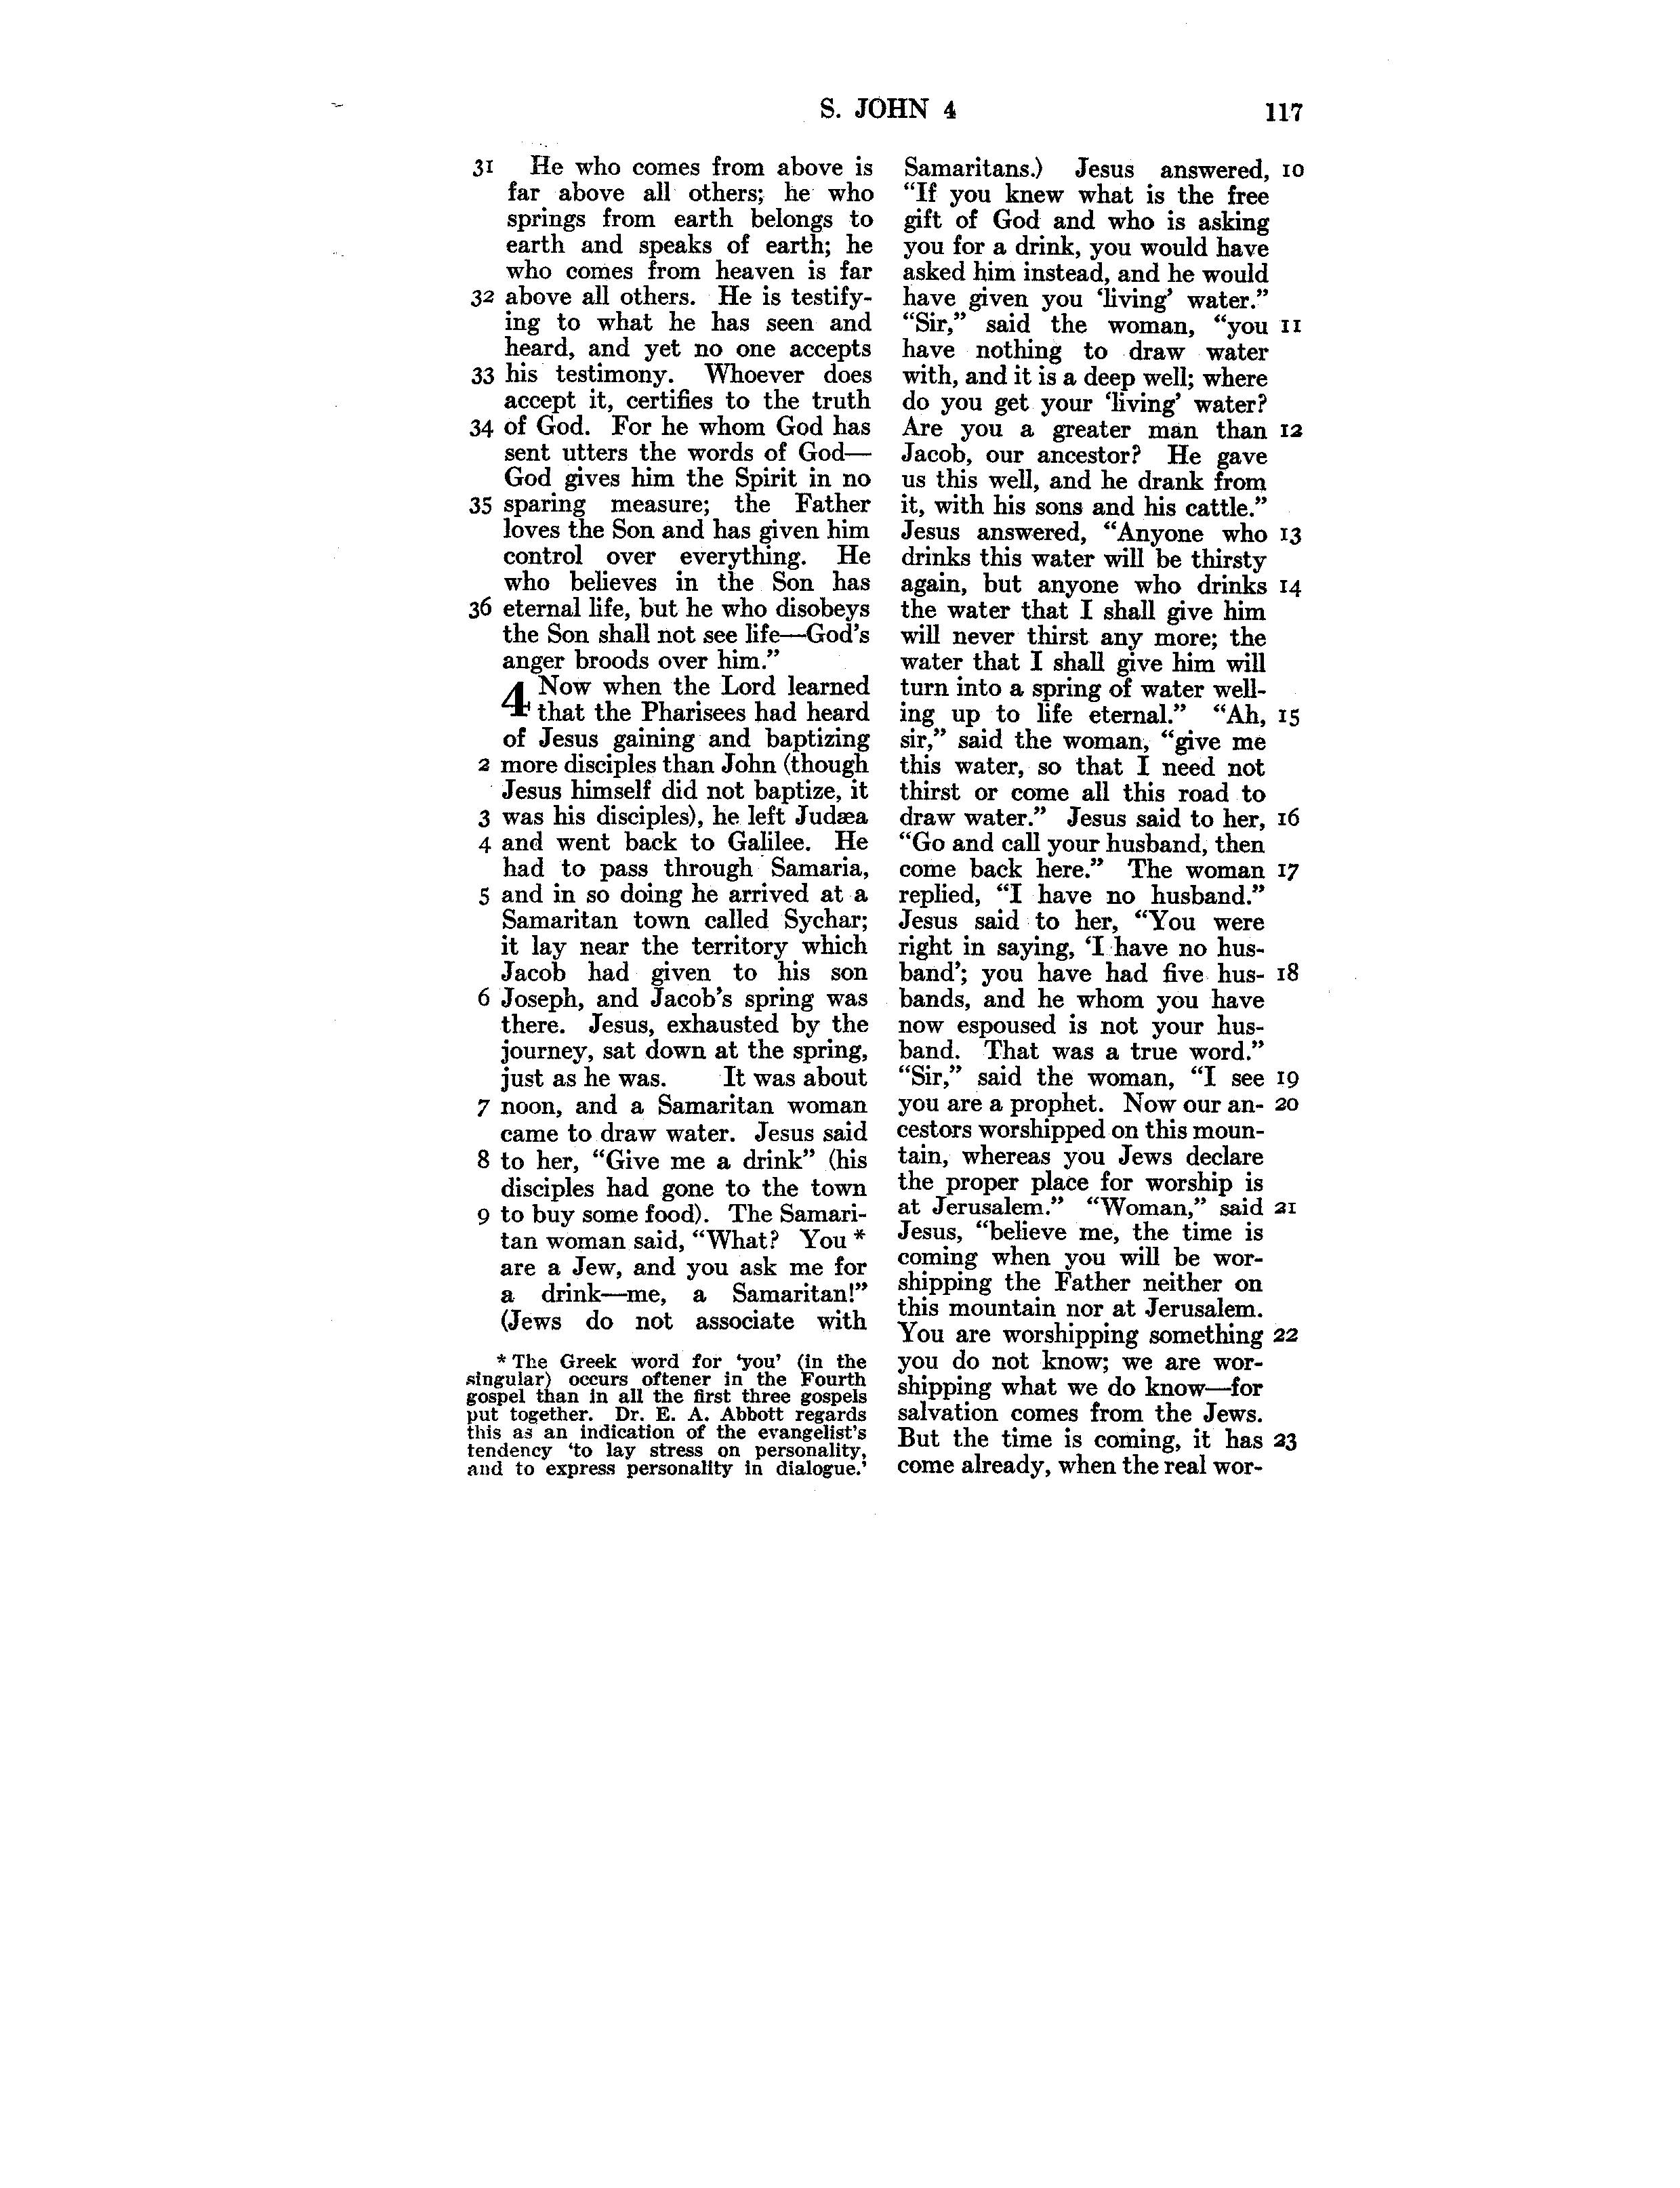 S. JOHN 4 117
31 He who comes from above is
far above all others; he who
springs from earth belongs to
earth and speaks of earth; he
who comes from heaven is far
32 above all others. He is testify-
ing to what he has seen and
heard, and yet no one accepts
33 his testimony. Whoever does
accept it, certifies to the truth
34 of God. For he whom God has
sent utters the words of God—
God gives him the Spirit in no
35 sparing measure; the Father
loves the Son and has given him
control over everything. He
who believes in the Son has
36 eternal life, but he who disobeys
the Son shall not see life—God's
anger broods over him.”
4 Now when the Lord learned
that the Pharisees had heard
of Jesus gaining and baptizing
2 more disciples than John (though
Jesus himself did not baptize, it
3 was his disciples), he left Judæa
4 and went back to Galilee. He
had to pass through Samaria,
5 and in so doing he arrived at a
Samaritan town called Sychar;
it lay near the territory which
Jacob had given to his son
6 Joseph, and Jacob's spring was
there. Jesus, exhausted by the
journey, sat down at the spring,
just as he was. It was about
7 noon, and a Samaritan woman
came to draw water. Jesus said
8 to her, “Give me a drink” (his
disciples had gone to the town
9 to buy some food). The Samari-
tan woman said, “What? You *
are a Jew, and you ask me for
a drink—me, a Samaritan!”
(Jews do not associate with
* The Greek word for ‘you’ (in the
singular) occurs oftener in the Fourth
gospel than in all the first three gospels
put together. Dr. E. A. Abbott regards
this as an indication of the evangelist's
tendency ‘to lay stress on personality,
and to express personality in dialogue.’
Samaritans.) Jesus answered, 10
“If you knew what is the free
gift of God and who is asking
you for a drink, you would have
asked him instead, and he would
have given you ‘living’ water.”
“Sir,” said the woman, “you 11
have nothing to draw water
with, and it is a deep well; where
do you get your ‘living’ water?
Are you a greater man than 12
Jacob, our ancestor? He gave
us this well, and he drank from
it, with his sons and his cattle.”
Jesus answered, “Anyone who 13
drinks this water will be thirsty
again, but anyone who drinks 14
the water that I shall give him
will never thirst any more; the
water that I shall give him will
turn into a spring of water well-
ing up to life eternal.” “Ah, 15
sir,” said the woman, “give me
this water, so that I need not
thirst or come all this road to
draw water.” Jesus said to her, 16
“Go and call your husband, then
come back here.” The woman 17
replied, “I have no husband.”
Jesus said to her, “You were
right in saying, ‘I have no hus-
band’; you have had five hus- 18
bands, and he whom you have
now espoused is not your hus-
band. That was a true word.”
“Sir,” said the woman, “I see 19
you are a prophet. Now our an- 20
cestors worshipped on this moun-
tain, whereas you Jews declare
the proper place for worship is
at Jerusalem.” “Woman,” said 21
Jesus, “believe me, the time is
coming when you will be wor-
shipping the Father neither on
this mountain nor at Jerusalem.
You are worshipping something 22
you do not know; we are wor-
shipping what we do know—for
salvation comes from the Jews.
But the time is coming, it has 23
come already, when the real wor-